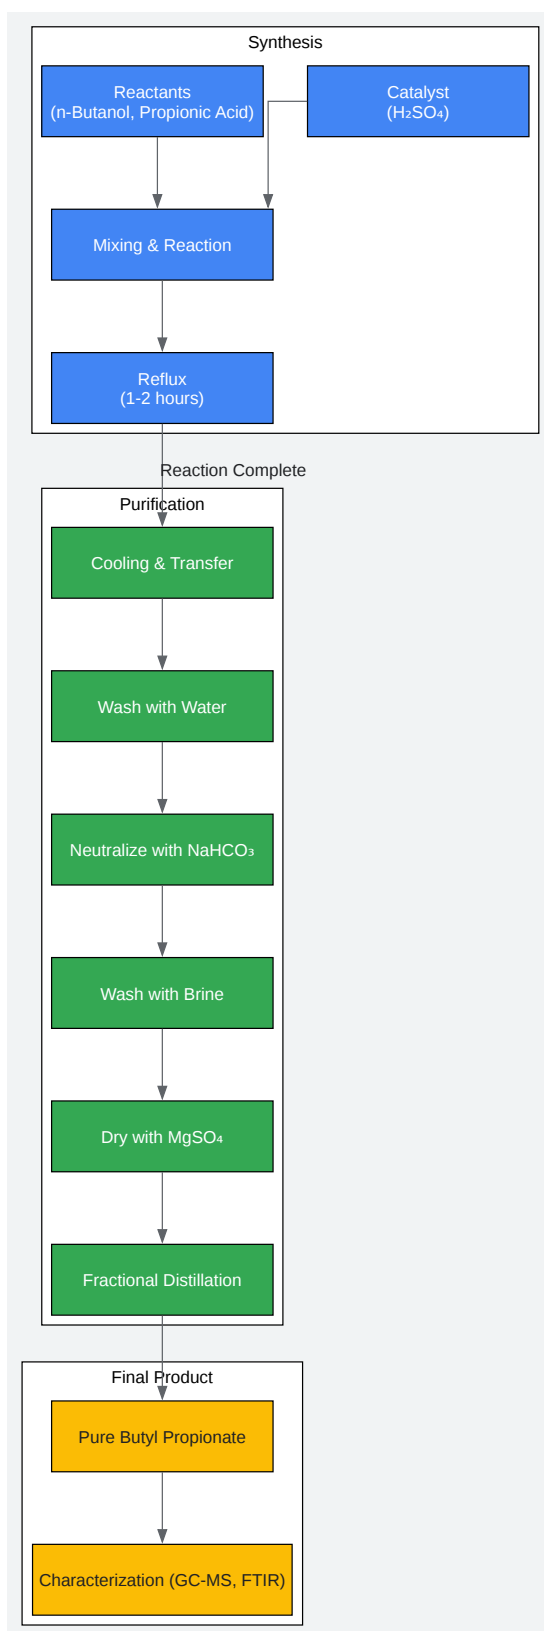 Synthesis
Reactants
(n-Butanol, Propionic Acid)
Catalyst
(H₂SO₄)
Mixing & Reaction
Reflux
(1-2 hours)
Reaction Complete
Purification
Cooling & Transfer
Wash with Water
Neutralize with NaHCO₃
Wash with Brine
Dry with MgSO₄
Fractional Distillation
Final Product
Pure Butyl Propionate
Characterization (GC-MS, FTIR)